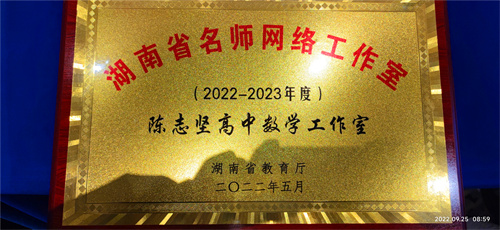 湖南省名师网络工作室
（2022-2023年度）
陈志坚高中数学工作室
湖南省教育厅
二〇二二年五月
2022.09.25 08:59